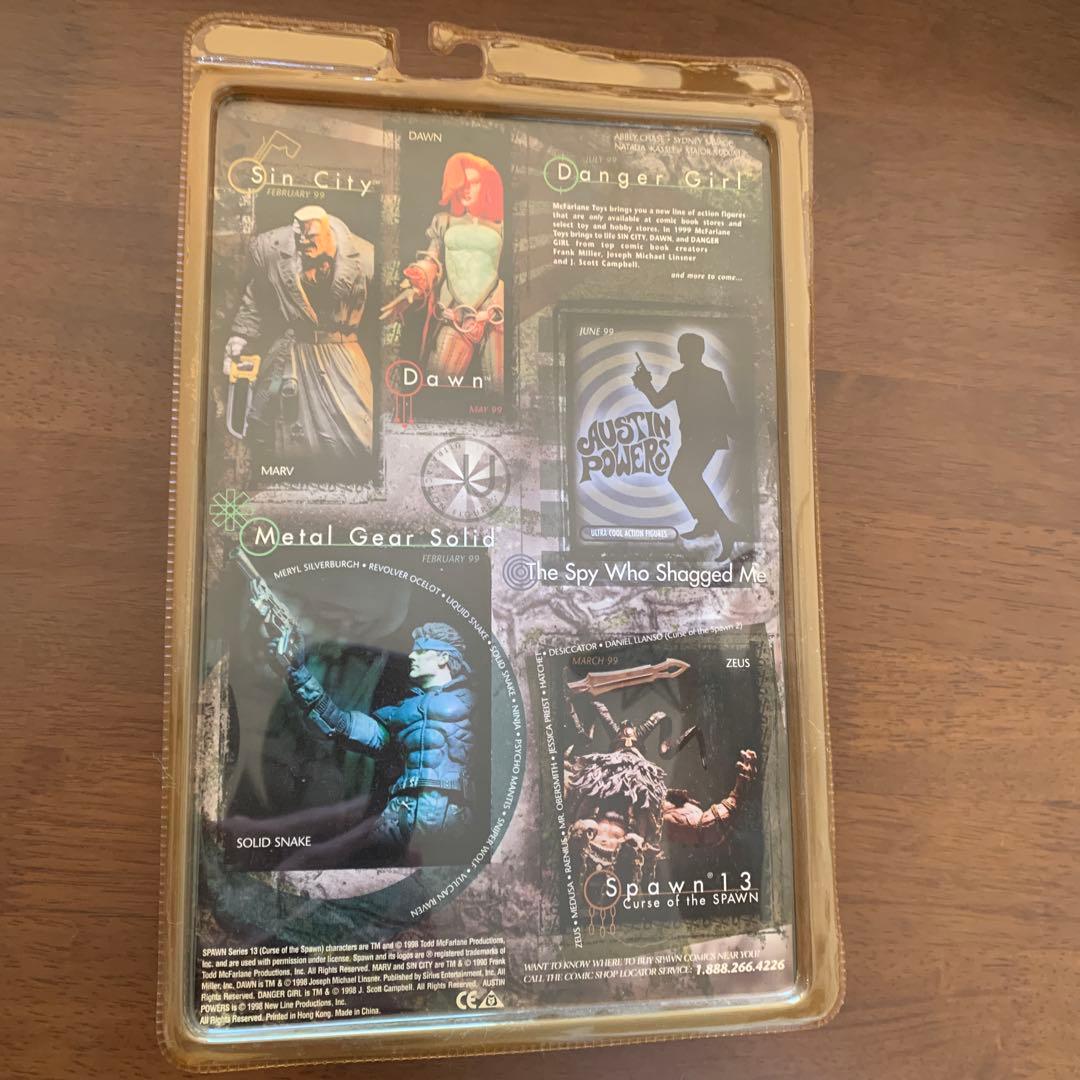 DAWN
Sin City™
FEBRUARY 99
MARV
Dawn™
MAY 99
ABBEY CHASE • SYDNEY SAVAGE
NATALIA KASSLE • MAJOR MAXIM
JULY 99
Danger Girl
McFarlane Toys brings you a new line of action figures
that are only available at comic book stores and
select toy and hobby stores. In 1999 McFarlane
Toys brings to life SIN CITY, DAWN, and DANGER
GIRL from top comic book creators
Frank Miller, Joseph Michael Linsner
and J. Scott Campbell.
and more to come...
JUNE 99
AUSTIN
POWERS
ULTRA-COOL ACTION FIGURES
The Spy Who Shagged Me
ULTRA
U
Metal Gear Solid
FEBRUARY 99
MERYL SILVERBURGH • REVOLVER OCELOT • LIQUID SNAKE • SOLID SNAKE • NINJA • PSYCHO MANTIS • SNIPER WOLF • VULCAN RAVEN
SOLID SNAKE
ZEUS • MEDUSA • RAENIUS • MR. OBERSMITH • JESSICA PREIST • HATCHET • DESICCATOR • DANIEL LLANSO (Curse of the Spawn 2)
MARCH 99
ZEUS
Spawn® 13
Curse of the SPAWN
SPAWN Series 13 (Curse of the Spawn) characters are TM and © 1998 Todd McFarlane Productions,
Inc. and are used with permission under license. Spawn and its logos are ® registered trademarks of
Todd McFarlane Productions, Inc. All Rights Reserved. MARV and SIN CITY are TM & © 1998 Frank
Miller, Inc. DAWN is TM & © 1998 Joseph Michael Linsner. Published by Sirius Entertainment, Inc. All
Rights Reserved. DANGER GIRL is TM & © 1998 J. Scott Campbell. All Rights Reserved. AUSTIN
POWERS is © 1998 New Line Productions, Inc.
All Rights Reserved. Printed in Hong Kong. Made in China.
CE
WANT TO KNOW WHERE TO BUY SPAWN COMICS NEAR YOU?
CALL THE COMIC SHOP LOCATOR SERVICE: 1.888.266.4226